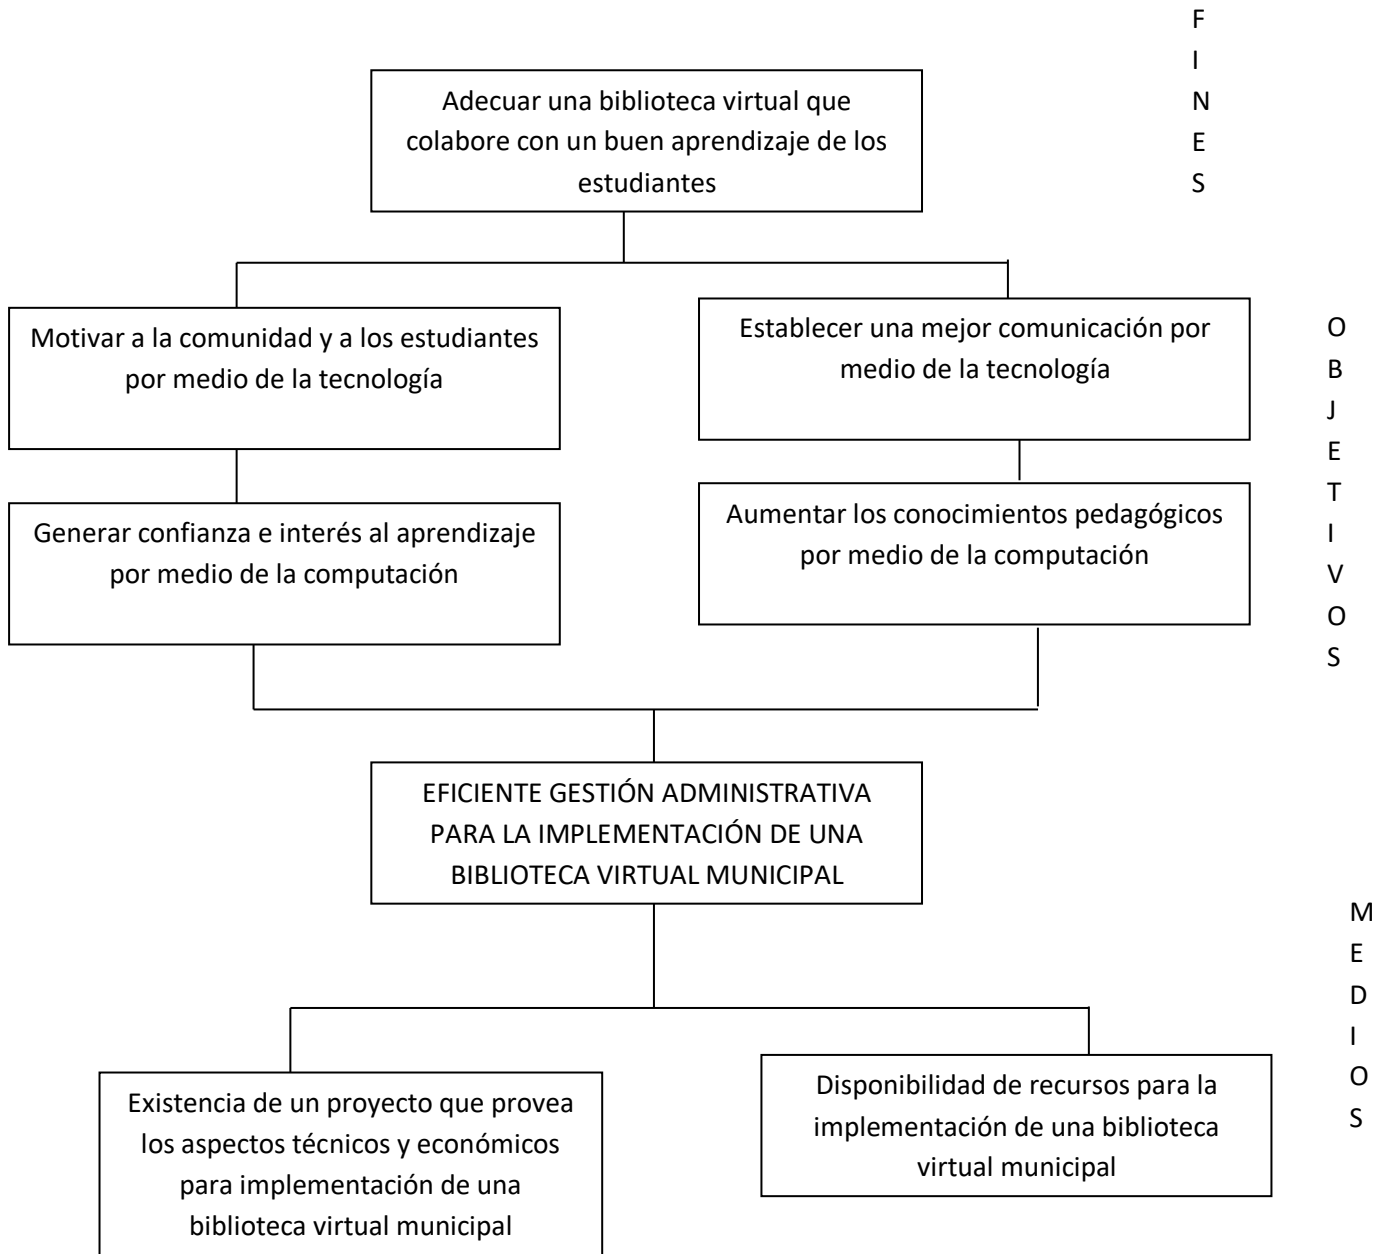 F
I
N
E
S
Adecuar una biblioteca virtual que
colabore con un buen aprendizaje de los
estudiantes
Motivar a la comunidad y a los estudiantes
por medio de la tecnología
Establecer una mejor comunicación por
medio de la tecnología
O
B
J
E
T
I
V
O
S
Generar confianza e interés al aprendizaje
por medio de la computación
Aumentar los conocimientos pedagógicos
por medio de la computación
EFICIENTE GESTIÓN ADMINISTRATIVA
PARA LA IMPLEMENTACIÓN DE UNA
BIBLIOTECA VIRTUAL MUNICIPAL
M
E
D
I
O
S
Existencia de un proyecto que provea
los aspectos técnicos y económicos
para implementación de una
biblioteca virtual municipal
Disponibilidad de recursos para la
implementación de una biblioteca
virtual municipal